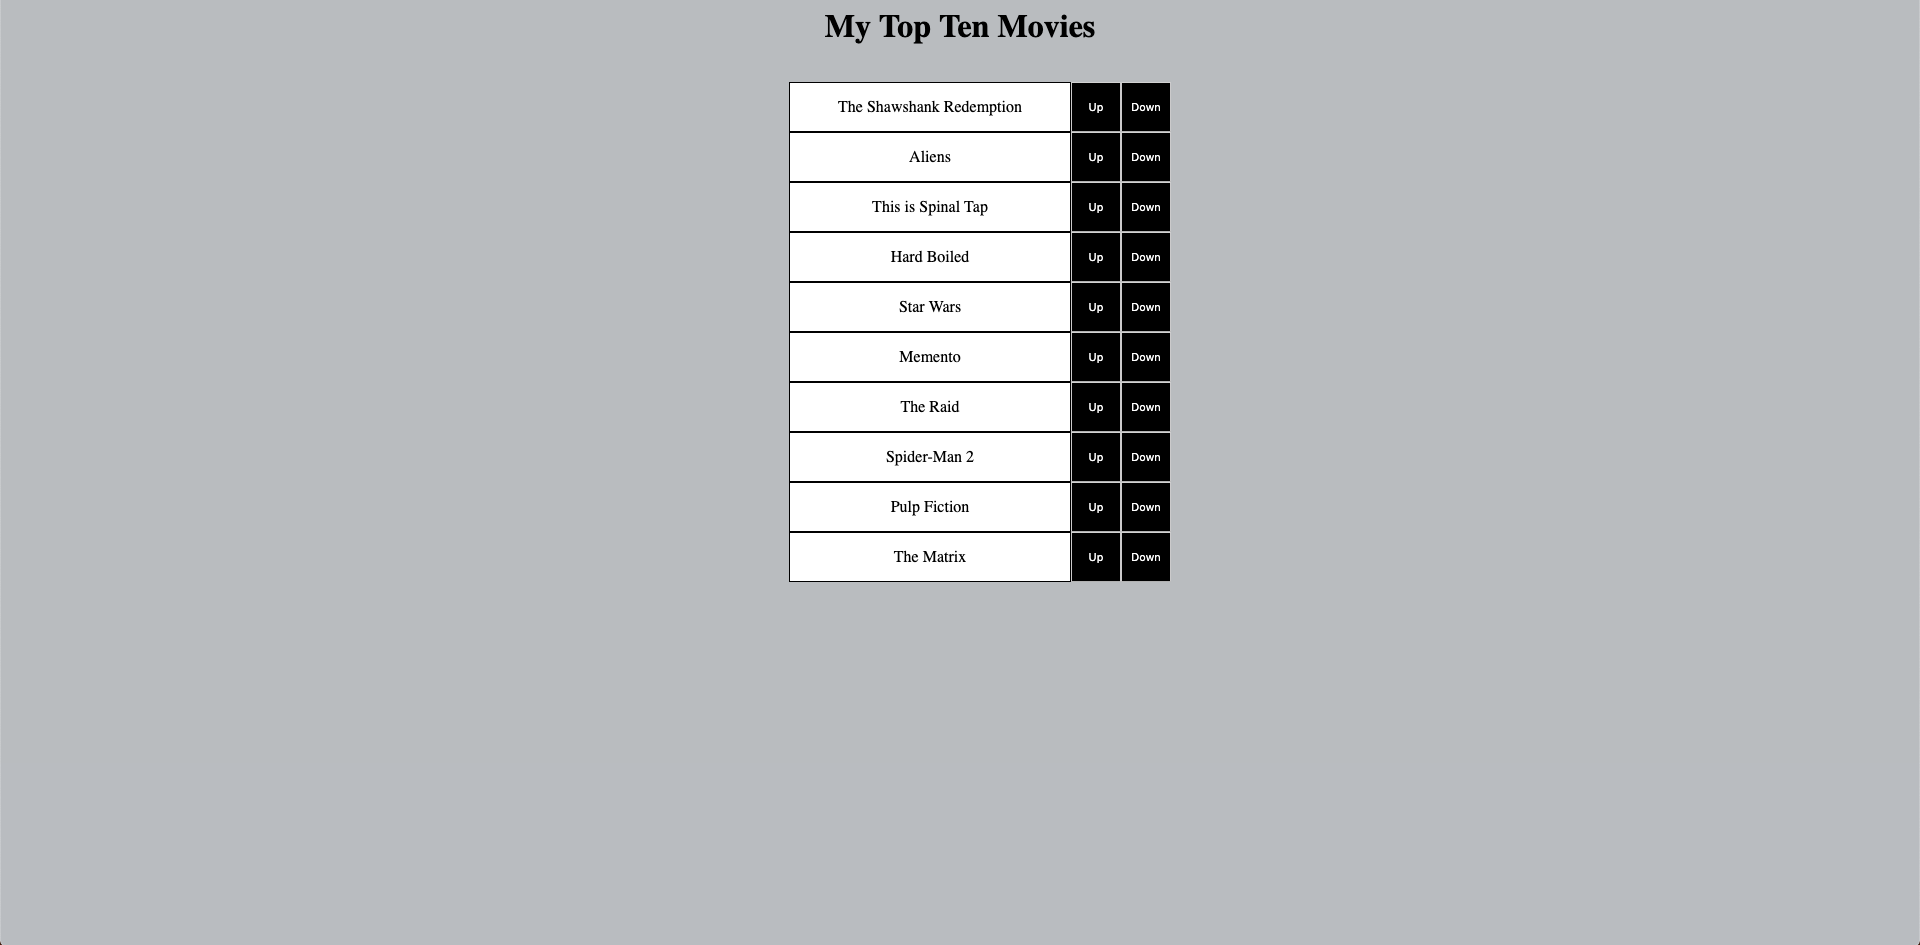 My Top Ten Movies
The Shawshank Redemption Up Down
Aliens Up Down
This is Spinal Tap Up Down
Hard Boiled Up Down
Star Wars Up Down
Memento Up Down
The Raid Up Down
Spider-Man 2 Up Down
Pulp Fiction Up Down
The Matrix Up Down